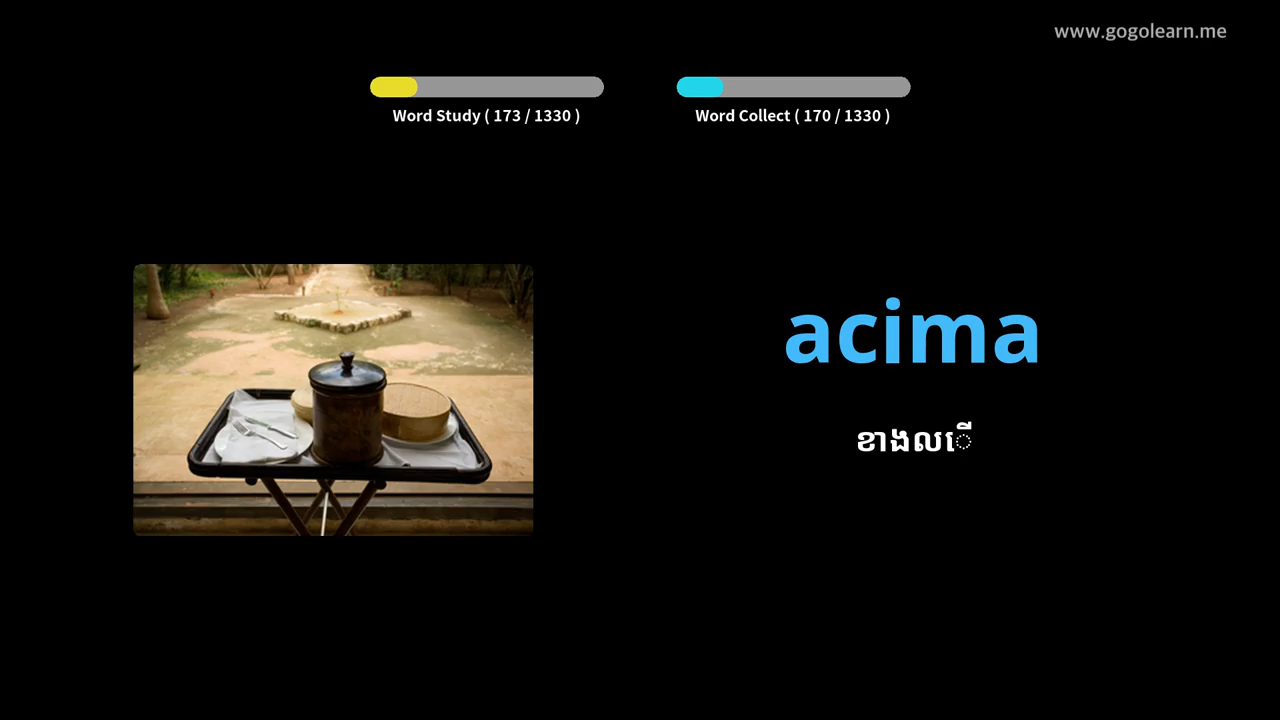 www.gogolearn.me
Word Study ( 173 / 1330 )
Word Collect ( 170 / 1330 )
acima
ខាងលើ